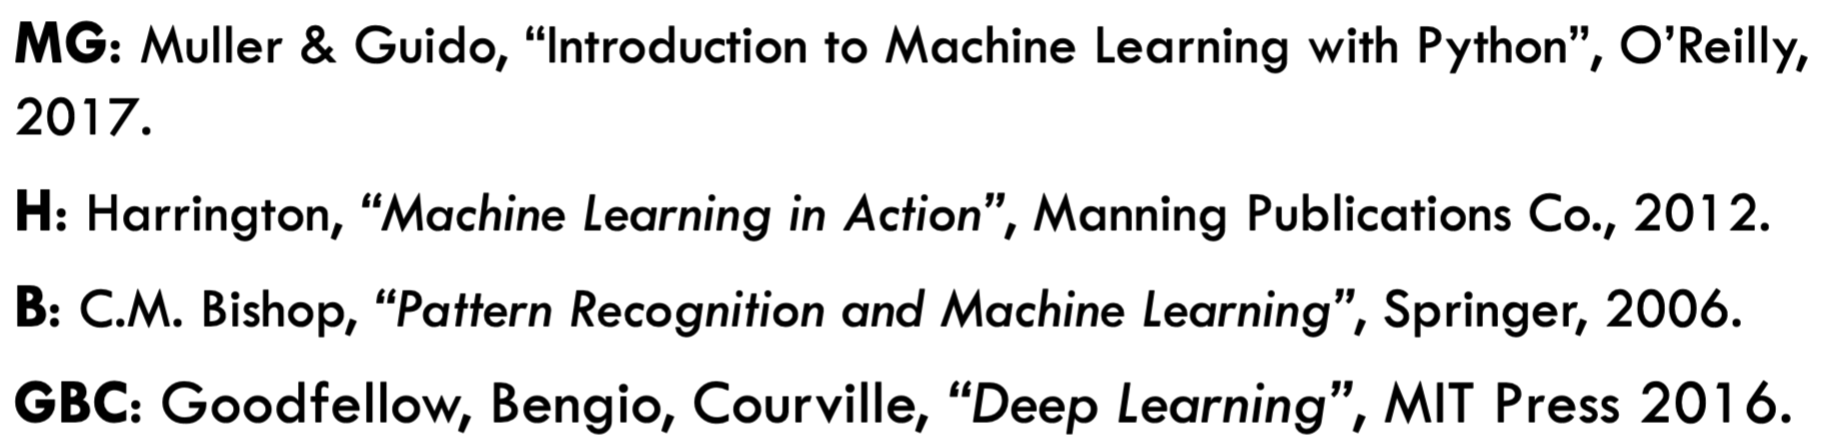 MG: Muller & Guido, “Introduction to Machine Learning with Python”, O’Reilly,
2017.
H: Harrington, “Machine Learning in Action”, Manning Publications Co., 2012.
B: C.M. Bishop, “Pattern Recognition and Machine Learning”, Springer, 2006.
GBC: Goodfellow, Bengio, Courville, “Deep Learning”, MIT Press 2016.